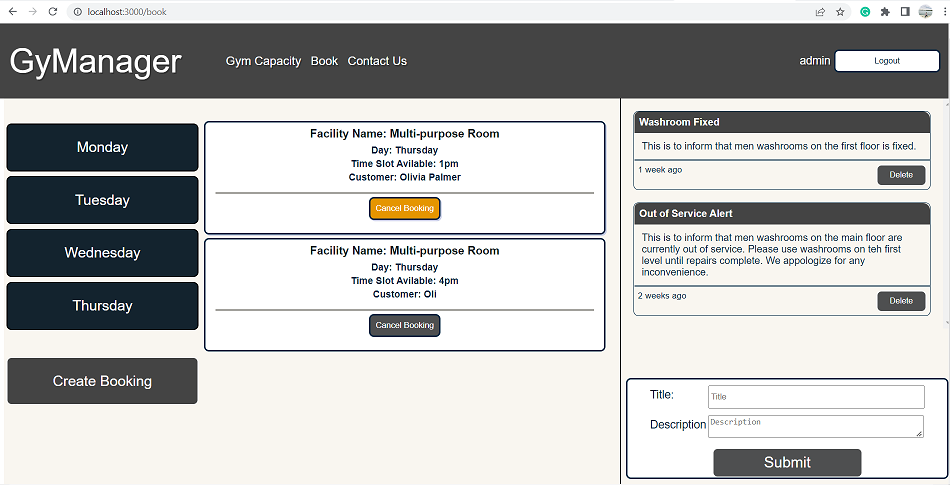 localhost:3000/book
GyManager
Gym Capacity Book Contact Us
admin
Logout
Monday
Tuesday
Wednesday
Thursday
Create Booking
Facility Name: Multi-purpose Room
Day: Thursday
Time Slot Avilable: 1pm
Customer: Olivia Palmer
Cancel Booking
Facility Name: Multi-purpose Room
Day: Thursday
Time Slot Avilable: 4pm
Customer: Oli
Cancel Booking
Washroom Fixed
This is to inform that men washrooms on the first floor is fixed.
1 week ago
Delete
Out of Service Alert
This is to inform that men washrooms on the main floor are
currently out of service. Please use washrooms on teh first
level until repairs complete. We appologize for any
inconvenience.
2 weeks ago
Delete
Title:
Title
Description
Description
Submit